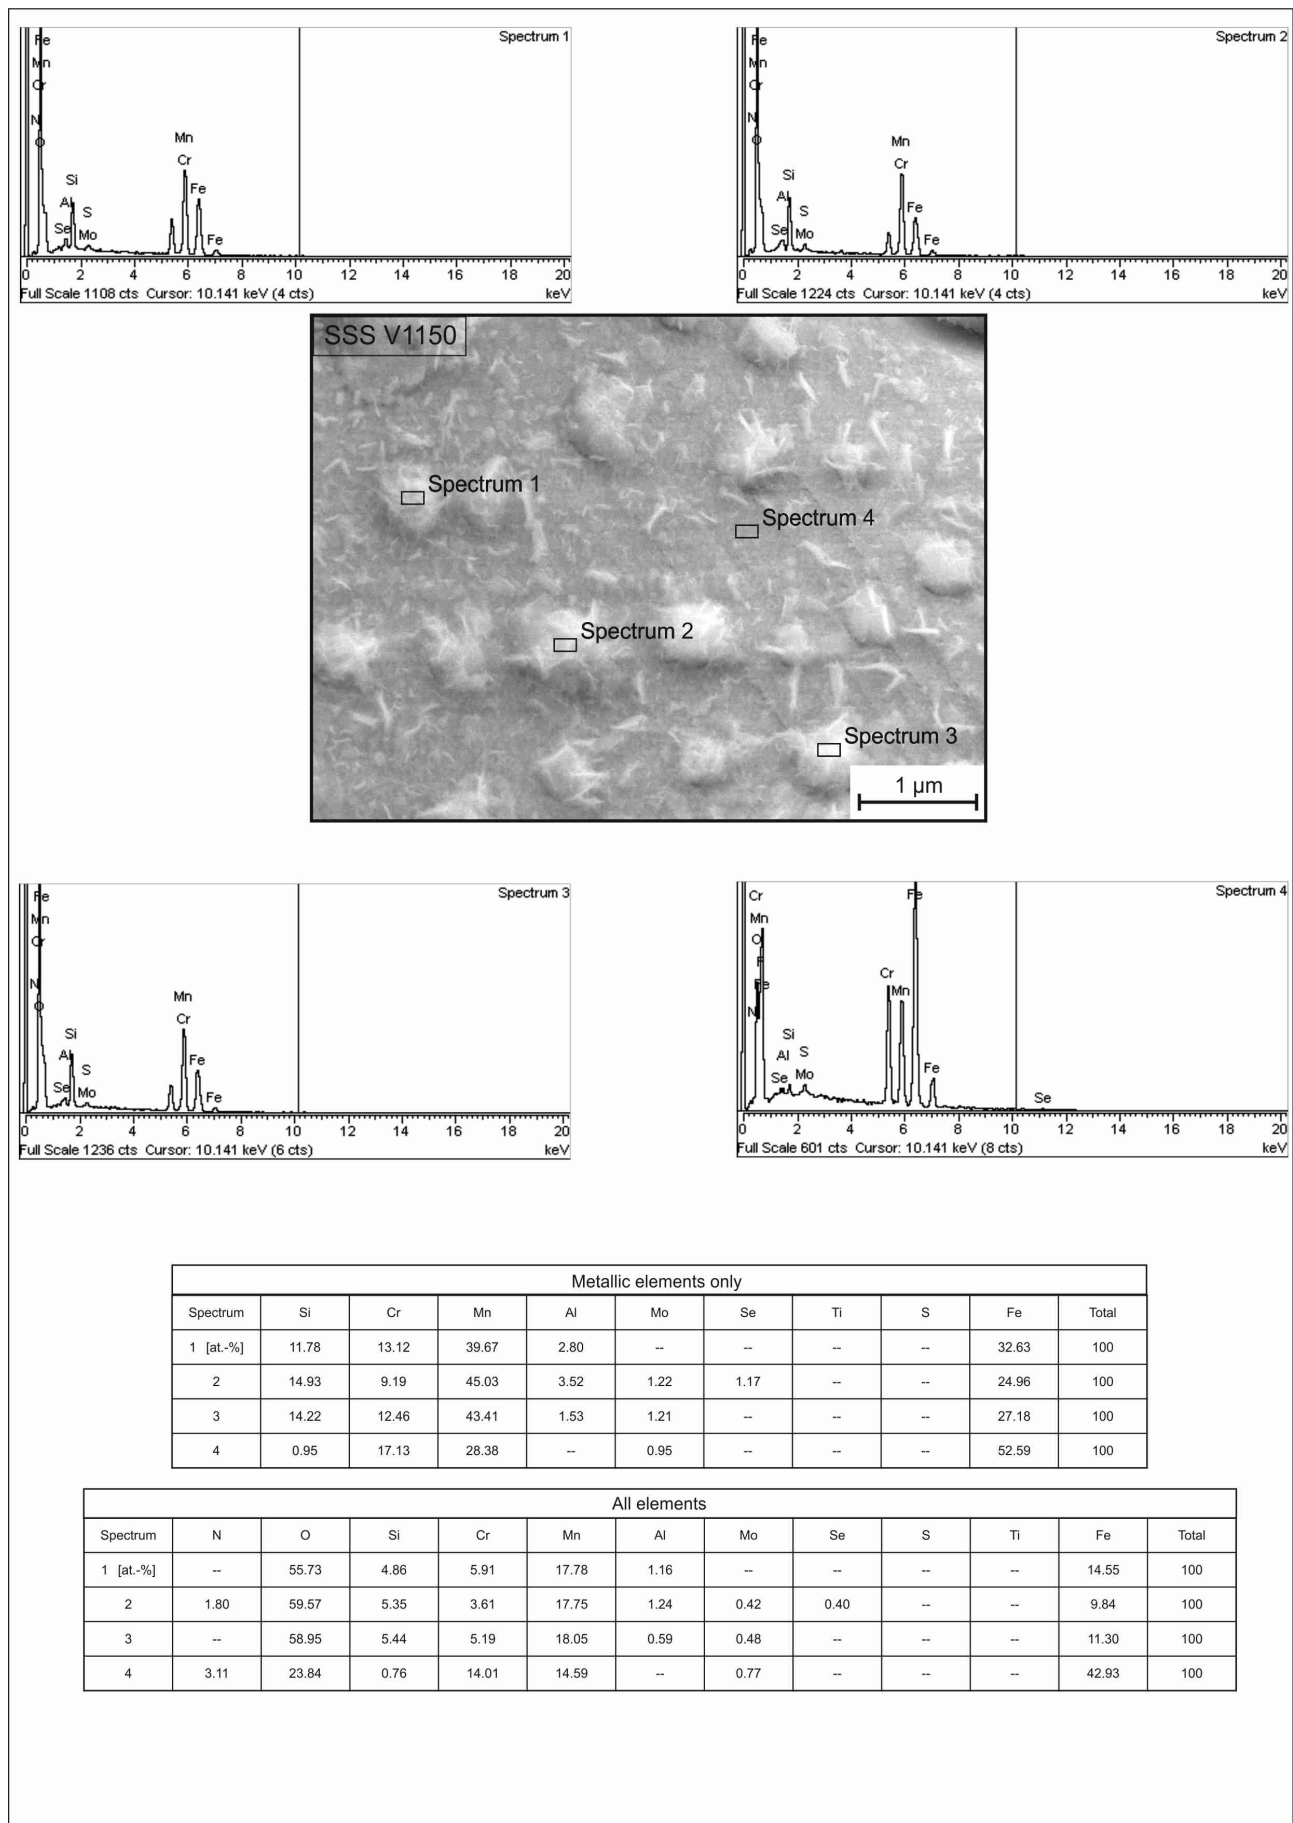 Spectrum 1
Fe
Mn
Cr
N
O
Si
Al
S
Se
Mo
Mn
Cr
Fe
Fe
0 2 4 6 8 10 12 14 16 18 20
Full Scale 1108 cts Cursor: 10.141 keV (4 cts) keV
Spectrum 2
Fe
Mn
Cr
N
O
Si
Al
S
Se
Mo
Mn
Cr
Fe
Fe
0 2 4 6 8 10 12 14 16 18 20
Full Scale 1224 cts Cursor: 10.141 keV (4 cts) keV
SSS V1150
Spectrum 1
Spectrum 4
Spectrum 2
Spectrum 3
1 µm
Spectrum 3
Fe
Mn
Cr
N
O
Si
Al
S
Se
Mo
Mn
Cr
Fe
Fe
0 2 4 6 8 10 12 14 16 18 20
Full Scale 1236 cts Cursor: 10.141 keV (6 cts) keV
Spectrum 4
Cr
Mn
O
F
Fe
N
Si
Al
S
Se
Mo
Cr
Mn
Fe
Fe
Se
0 2 4 6 8 10 12 14 16 18 20
Full Scale 601 cts Cursor: 10.141 keV (8 cts) keV
Metallic elements only
Spectrum Si Cr Mn Al Mo Se Ti S Fe Total
1 [at.-%] 11.78 13.12 39.67 2.80 -- -- -- -- 32.63 100
2 14.93 9.19 45.03 3.52 1.22 1.17 -- -- 24.96 100
3 14.22 12.46 43.41 1.53 1.21 -- -- -- 27.18 100
4 0.95 17.13 28.38 -- 0.95 -- -- -- 52.59 100
All elements
Spectrum N O Si Cr Mn Al Mo Se S Ti Fe Total
1 [at.-%] -- 55.73 4.86 5.91 17.78 1.16 -- -- -- -- 14.55 100
2 1.80 59.57 5.35 3.61 17.75 1.24 0.42 0.40 -- -- 9.84 100
3 -- 58.95 5.44 5.19 18.05 0.59 0.48 -- -- -- 11.30 100
4 3.11 23.84 0.76 14.01 14.59 -- 0.77 -- -- -- 42.93 100